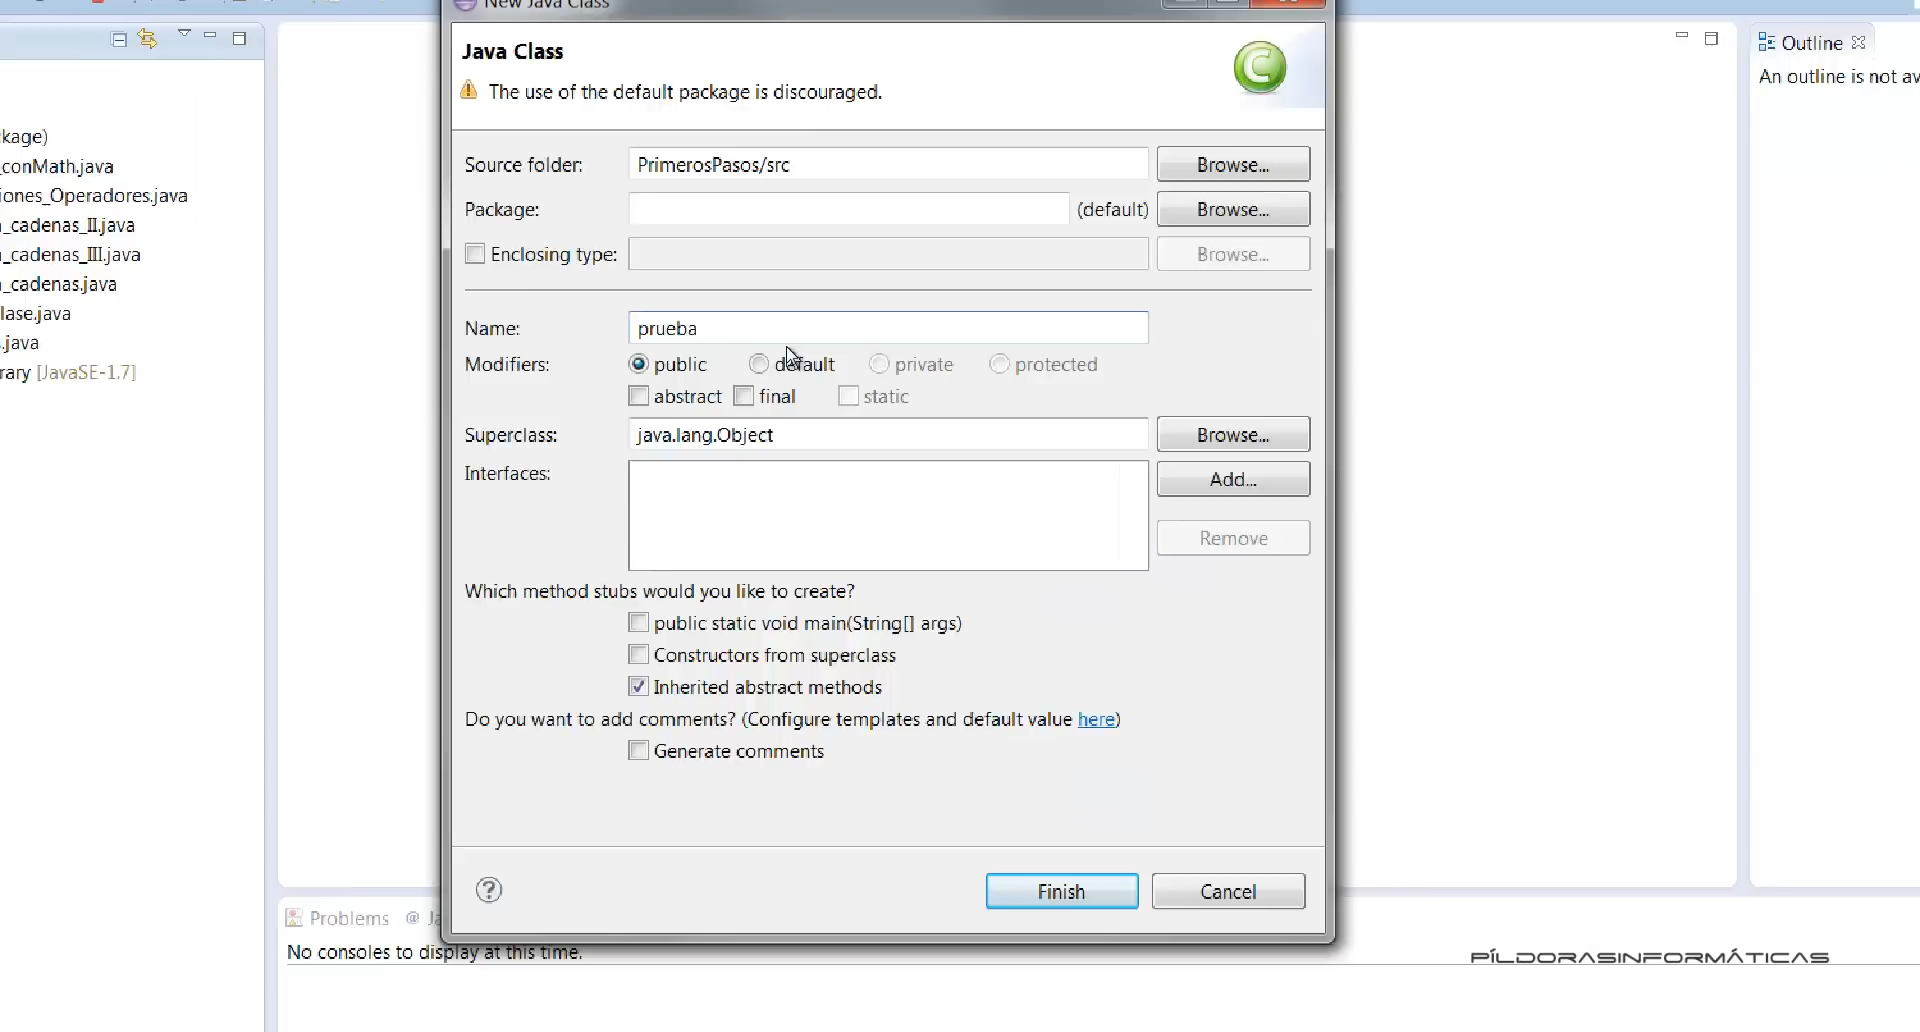 New Java Class
Java Class
The use of the default package is discouraged.
Source folder: PrimerosPasos/src Browse...
Package: (default) Browse...
Enclosing type: Browse...
Name: prueba
Modifiers: public default private protected
abstract final static
Superclass: java.lang.Object Browse...
Interfaces: Add...
Remove
Which method stubs would you like to create?
public static void main(String[] args)
Constructors from superclass
Inherited abstract methods
Do you want to add comments? (Configure templates and default value here)
Generate comments
Finish Cancel
kage)
_conMath.java
iones_Operadores.java
_cadenas_II.java
_cadenas_III.java
_cadenas.java
lase.java
s.java
rary [JavaSE-1.7]
Outline
An outline is not av
Problems @ Ja
No consoles to display at this time.
PÍLDORASINFORMÁTICAS